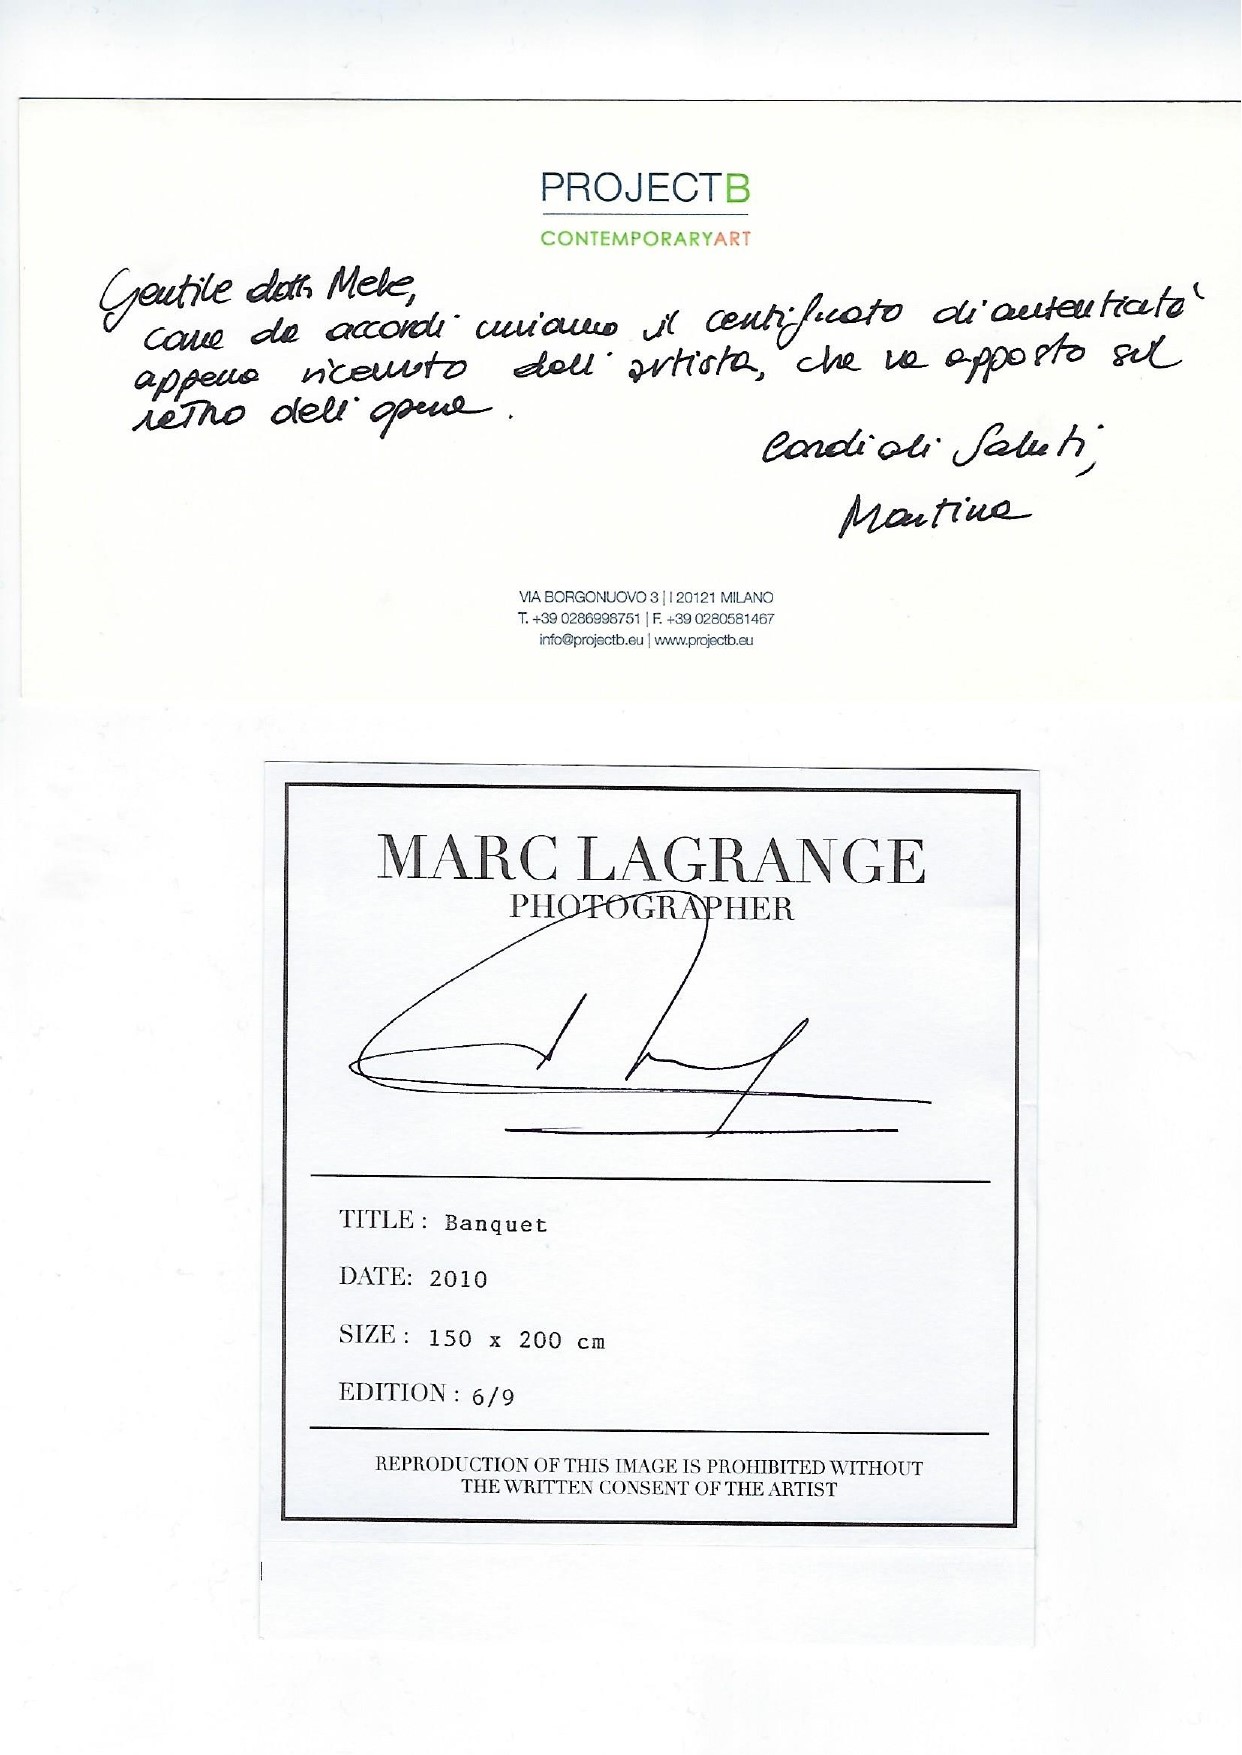 PROJECTB
CONTEMPORARYART
Gentile dott. Mele,
come da accordi inviamo il certificato di autenticità
appena ricevuto dall'artista, che va apposto sul
retro dell'opera.
Cordiali Saluti,
Martina
VIA BORGONUOVO 3 | I 20121 MILANO
T. +39 0286998751 | F. +39 0280581467
info@projectb.eu | www.projectb.eu
MARC LAGRANGE
PHOTOGRAPHER
TITLE : Banquet
DATE: 2010
SIZE : 150 x 200 cm
EDITION : 6/9
REPRODUCTION OF THIS IMAGE IS PROHIBITED WITHOUT
THE WRITTEN CONSENT OF THE ARTIST